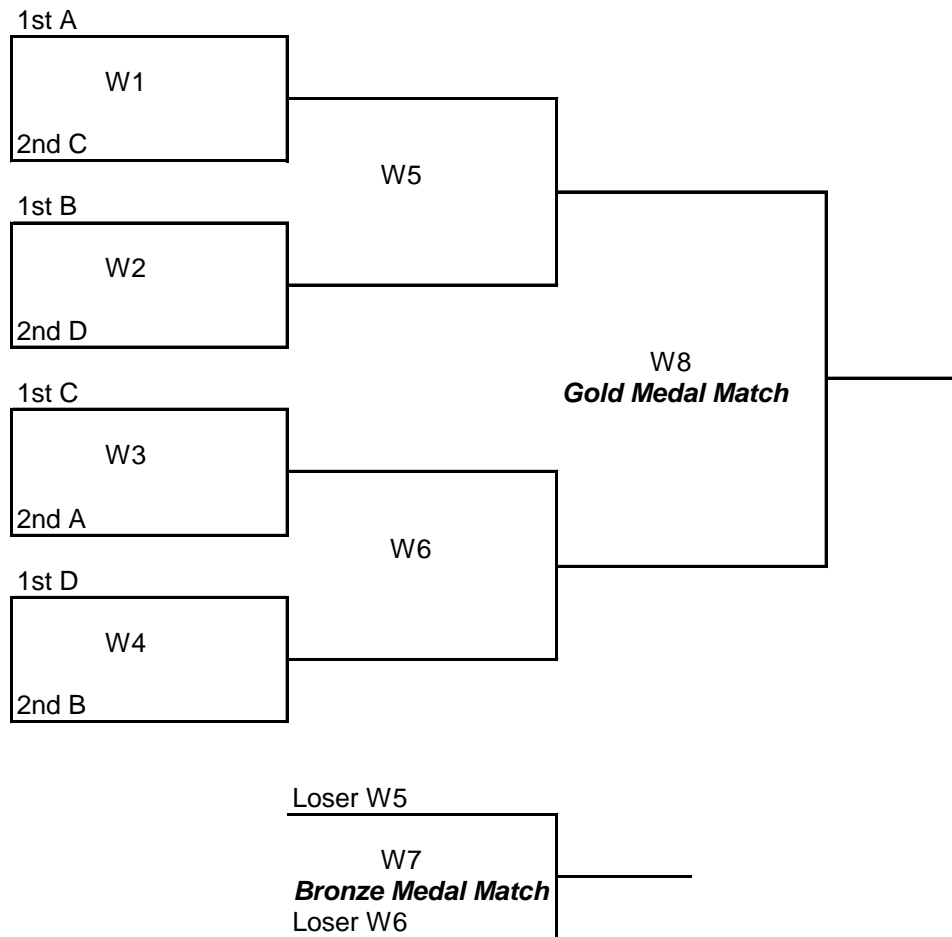 1st A
W1
2nd C
W5
1st B
W2
2nd D
W8
Gold Medal Match
1st C
W3
2nd A
W6
1st D
W4
2nd B
Loser W5
W7
Bronze Medal Match
Loser W6